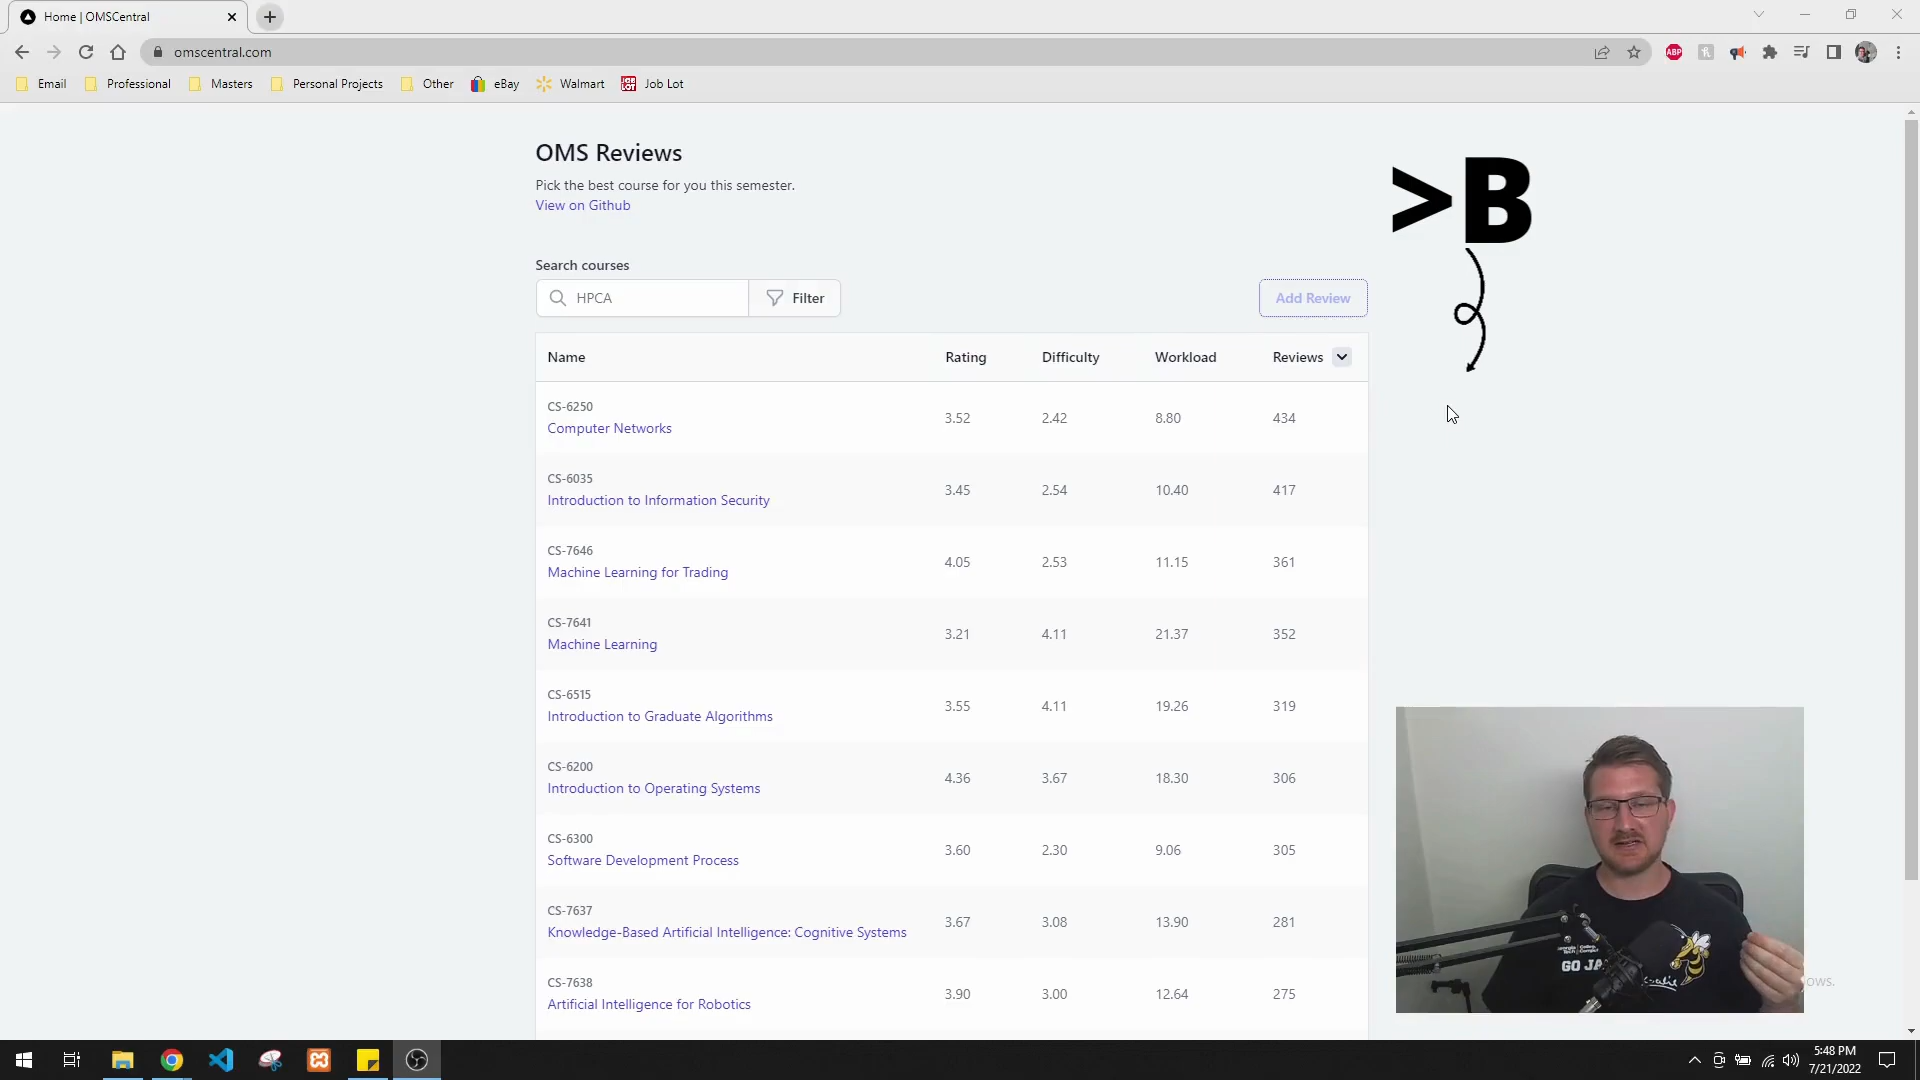 Home | OMSCentral
omscentral.com
ABP
Email
Professional
Masters
Personal Projects
Other
eBay
Walmart
Job Lot
OMS Reviews
Pick the best course for you this semester.
View on Github
>B
Search courses
HPCA
Filter
Add Review
Name Rating Difficulty Workload Reviews
CS-6250
Computer Networks 3.52 2.42 8.80 434
CS-6035
Introduction to Information Security 3.45 2.54 10.40 417
CS-7646
Machine Learning for Trading 4.05 2.53 11.15 361
CS-7641
Machine Learning 3.21 4.11 21.37 352
CS-6515
Introduction to Graduate Algorithms 3.55 4.11 19.26 319
CS-6200
Introduction to Operating Systems 4.36 3.67 18.30 306
CS-6300
Software Development Process 3.60 2.30 9.06 305
CS-7637
Knowledge-Based Artificial Intelligence: Cognitive Systems 3.67 3.08 13.90 281
CS-7638
Artificial Intelligence for Robotics 3.90 3.00 12.64 275
GO JA
ows.
5:48 PM
7/21/2022